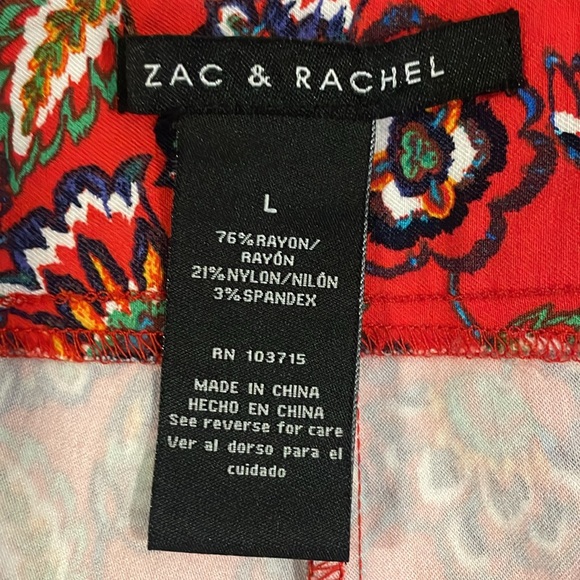 ZAC & RACHEL
L
76% RAYON/
RAYÓN
21% NYLON/NILÓN
3% SPANDEX
RN 103715
MADE IN CHINA
HECHO EN CHINA
See reverse for care
Ver al dorso para el
cuidado